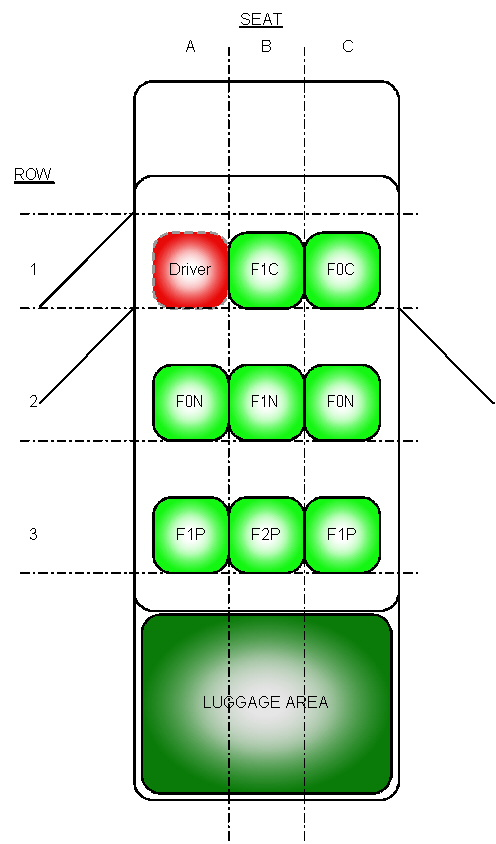 SEAT
A B C
ROW
1 Driver F1C F0C
2 F0N F1N F0N
3 F1P F2P F1P
LUGGAGE AREA